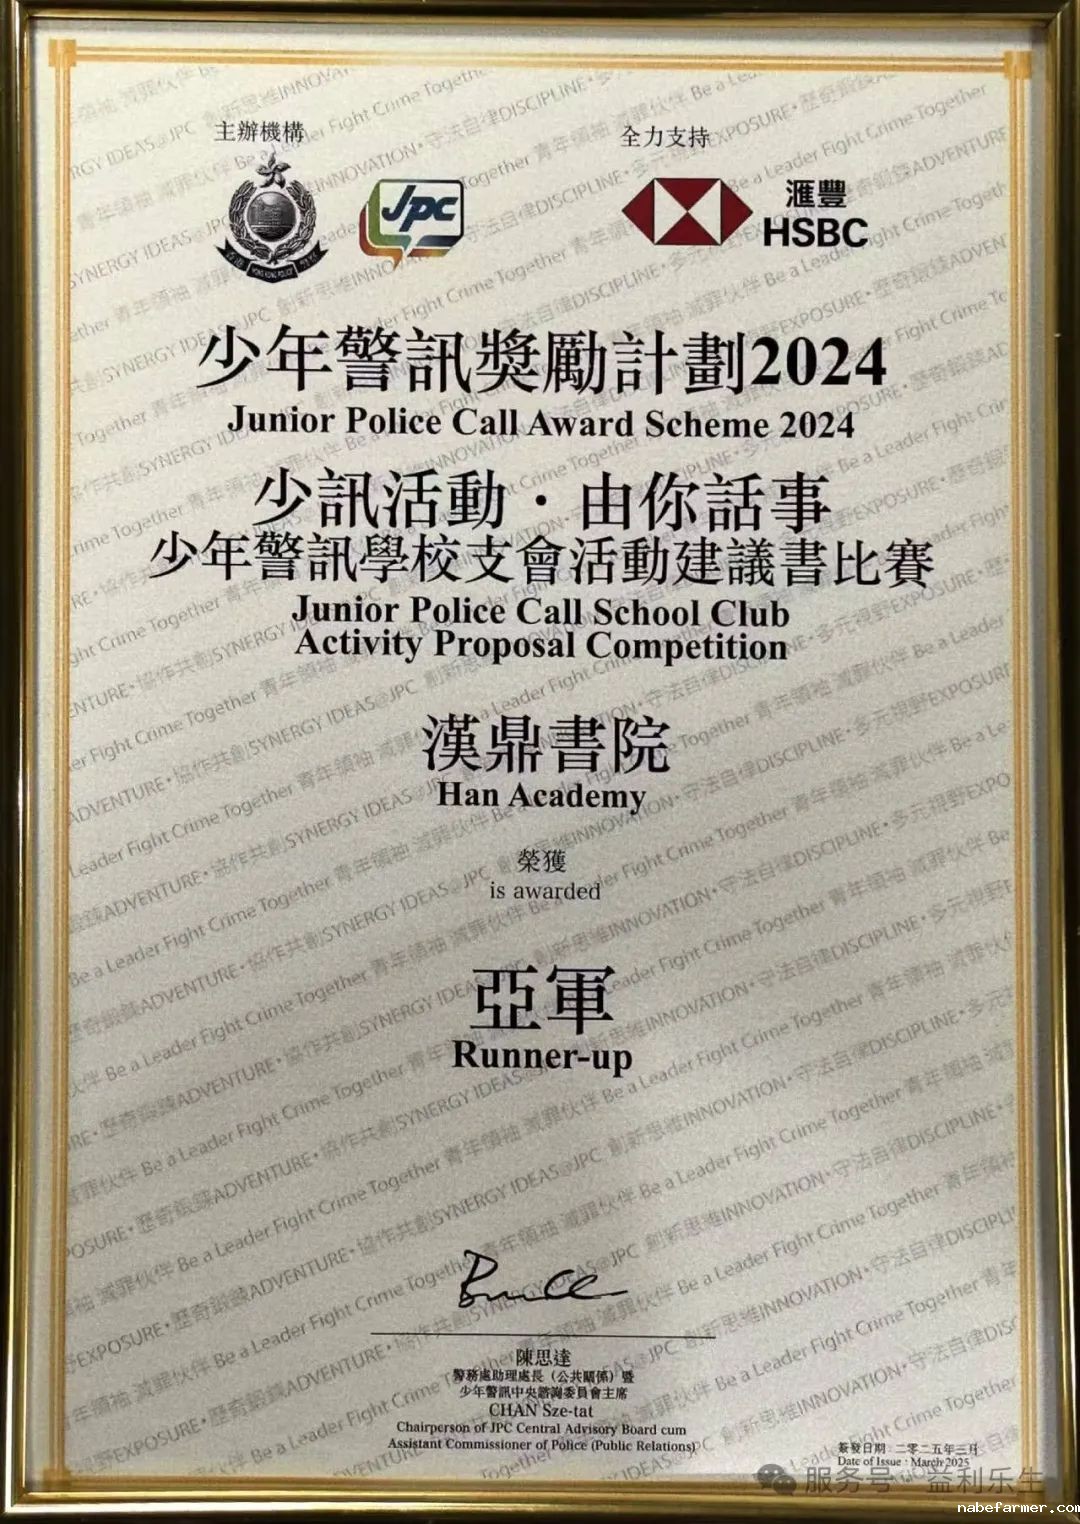 主辦機構
全力支持
HONG KONG POLICE
JPC
滙豐
HSBC
少年警訊獎勵計劃2024
Junior Police Call Award Scheme 2024
少訊活動・由你話事
少年警訊學校支會活動建議書比賽
Junior Police Call School Club
Activity Proposal Competition
漢鼎書院
Han Academy
榮獲
is awarded
亞軍
Runner-up
陳思達
警務處助理處長（公共關係）暨
少年警訊中央諮詢委員會主席
CHAN Sze-tat
Chairperson of JPC Central Advisory Board cum
Assistant Commissioner of Police (Public Relations)
簽發日期：二零二五年三月
Date of Issue : March 2025
服务号·益利乐生
nabefarmer.com